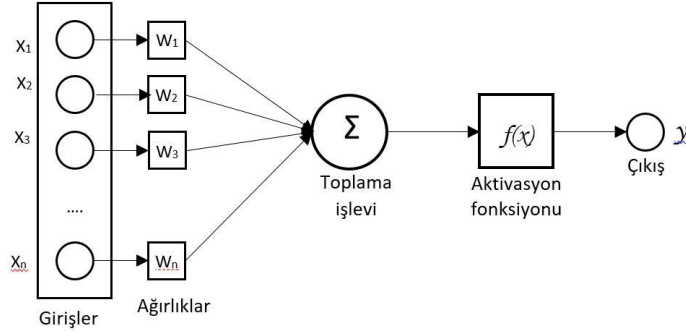 X1
W1
X2
W2
X3
W3
....
Xn
Wn
Girişler
Ağırlıklar
Σ
Toplama
işlevi
f(x)
Aktivasyon
fonksiyonu
y
Çıkış